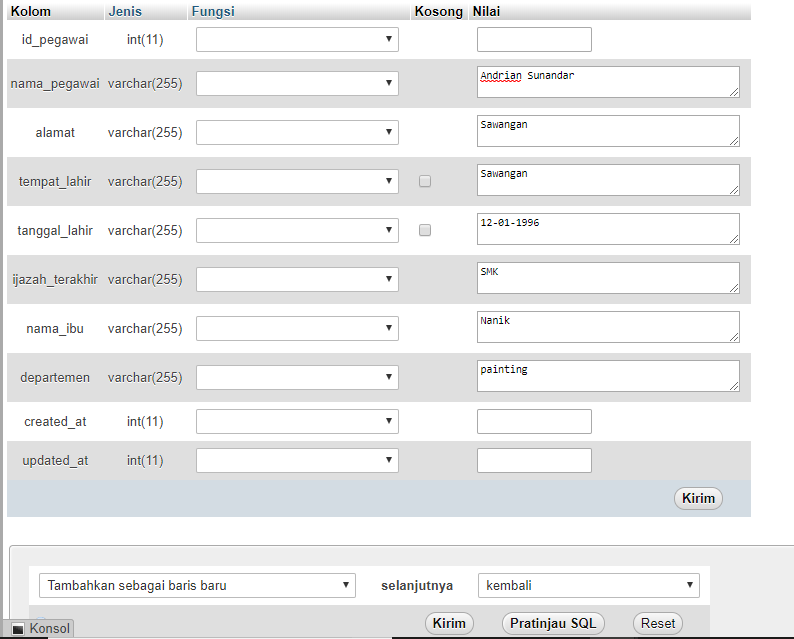 Kolom Jenis Fungsi Kosong Nilai
id_pegawai int(11)
nama_pegawai varchar(255) Andrian Sunandar
alamat varchar(255) Sawangan
tempat_lahir varchar(255) Sawangan
tanggal_lahir varchar(255) 12-01-1996
ijazah_terakhir varchar(255) SMK
nama_ibu varchar(255) Nanik
departemen varchar(255) painting
created_at int(11)
updated_at int(11)
Kirim
Tambahkan sebagai baris baru selanjutnya kembali
Kirim Pratinjau SQL Reset
Konsol